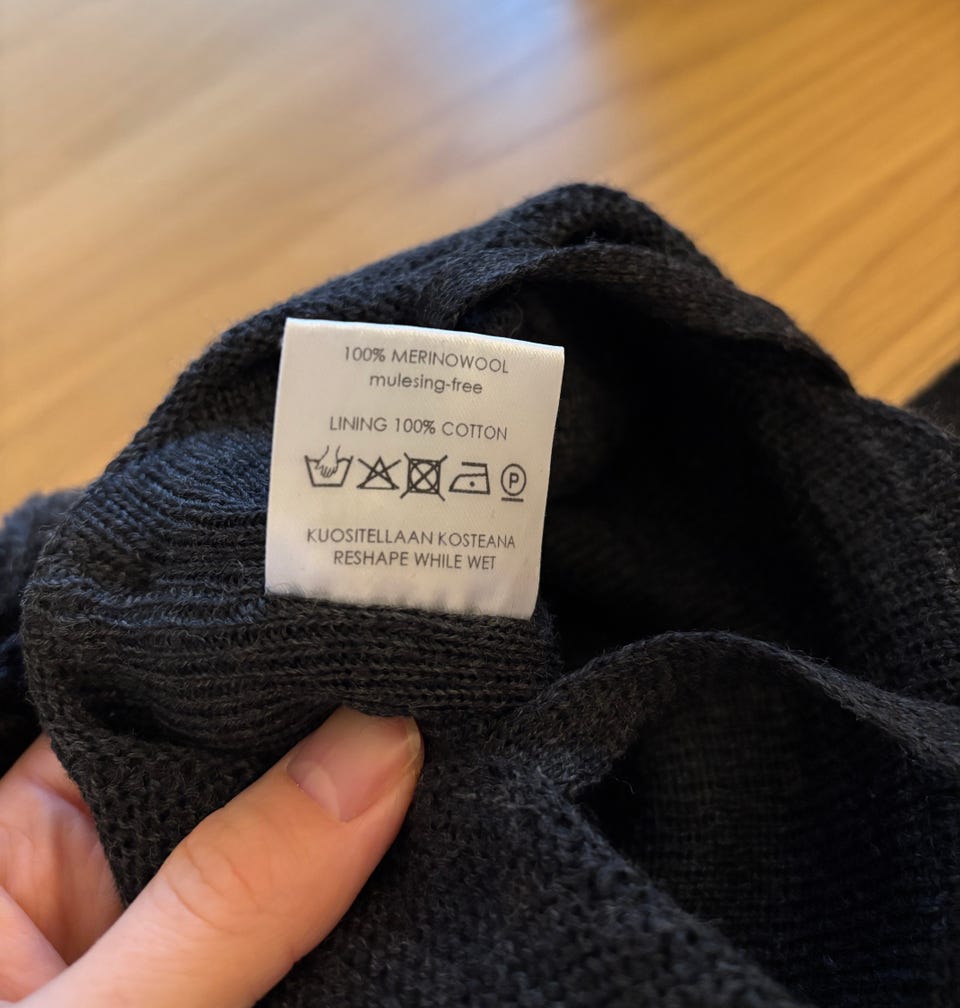 100% MERINOWOOL
mulesing-free
LINING 100% COTTON
P
KUOSITELLAAN KOSTEANA
RESHAPE WHILE WET